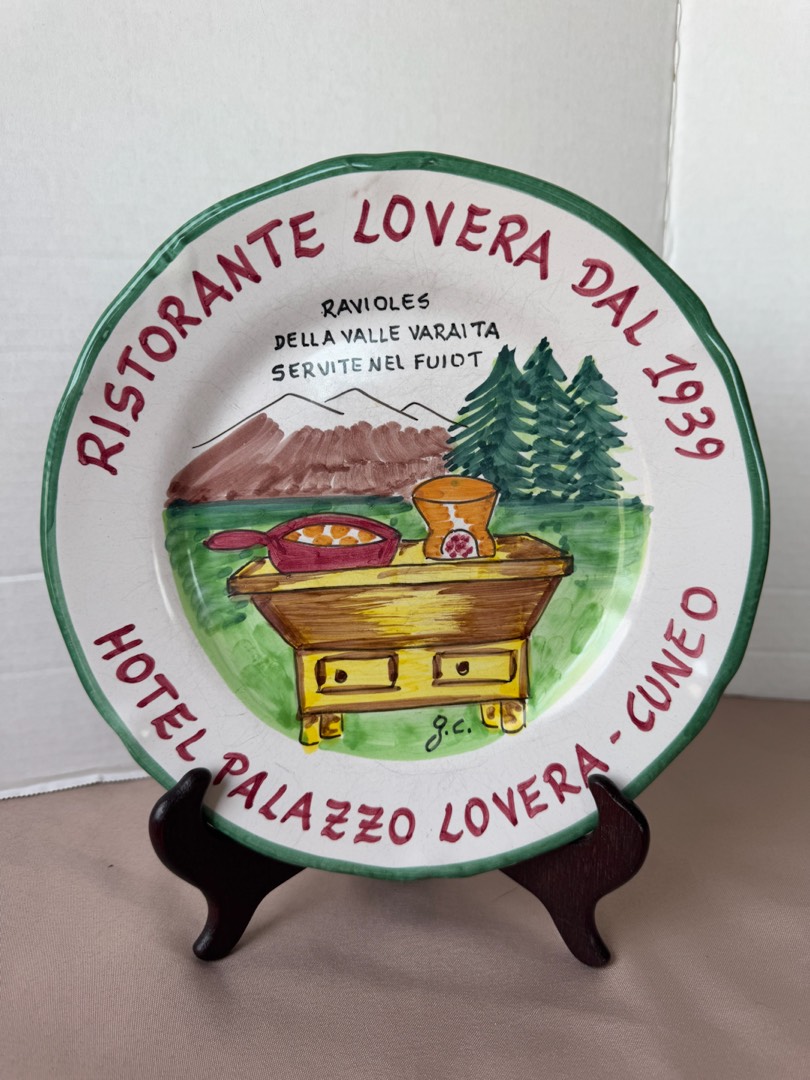 RISTORANTE LOVERA DAL 1939
RAVIOLES
DELLA VALLE VARAITA
SERVITE NEL FUIOT
g.c.
HOTEL PALAZZO LOVERA - CUNEO